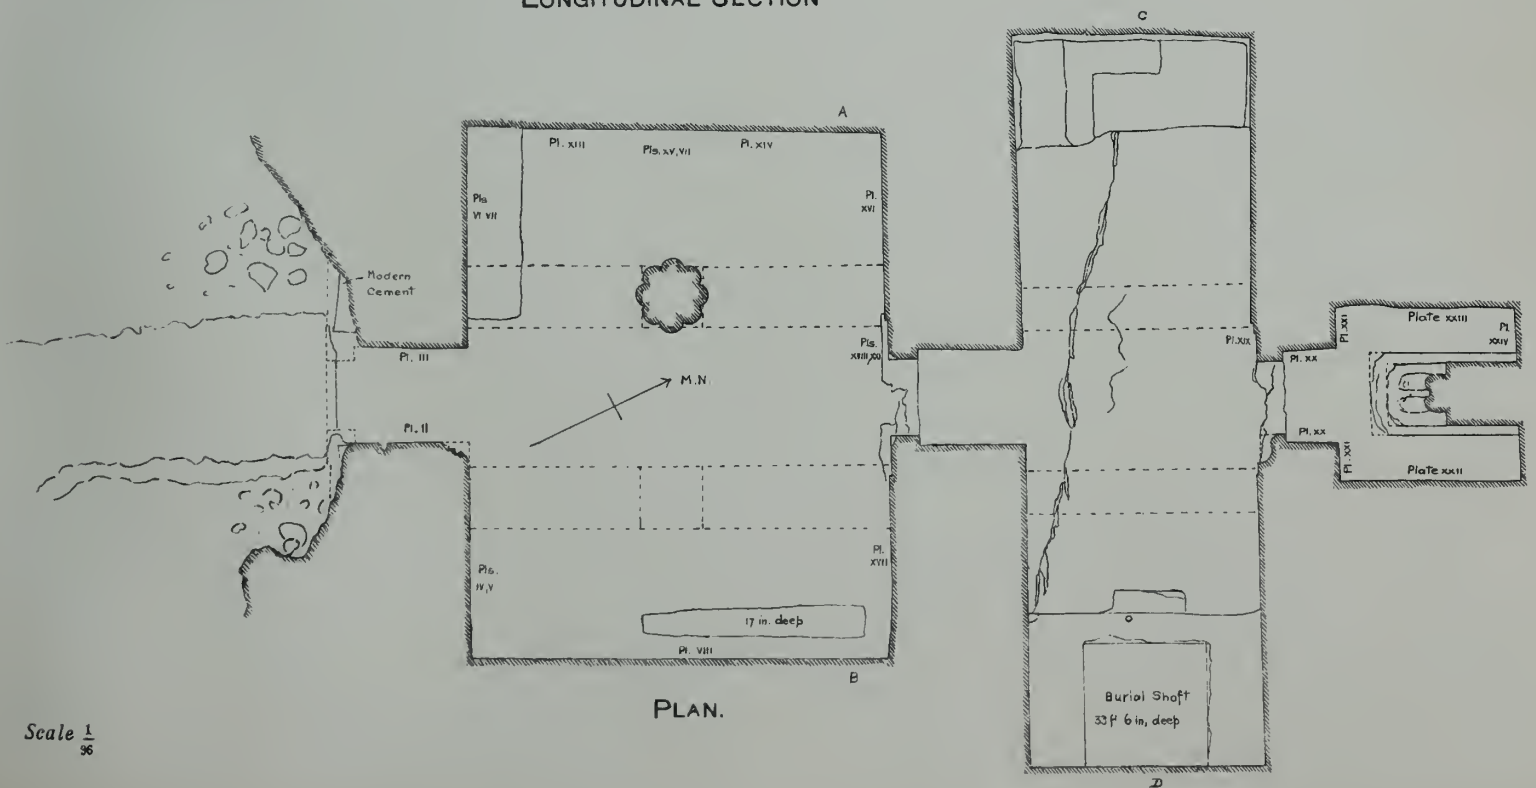 LONGITUDINAL SECTION
C
A
Pl. XIII
Pls. XV, VII
Pl. XIV
Pls
VI VII
Pl.
XVI
Modern
Cement
Pl. III
Pls.
M.N.
Pl. XIX
Pl. XX
Pl. XXI
Plate XXIII
Pl
XXIV
Pl. II
Pl. XX
Pl. XXI
Plate XXII
Pls.
IV, V
Pl.
XVII
17 in. deep
Pl. VIII
B
PLAN.
Burial Shaft
33 ft 6 in, deep
D
Scale 1/96